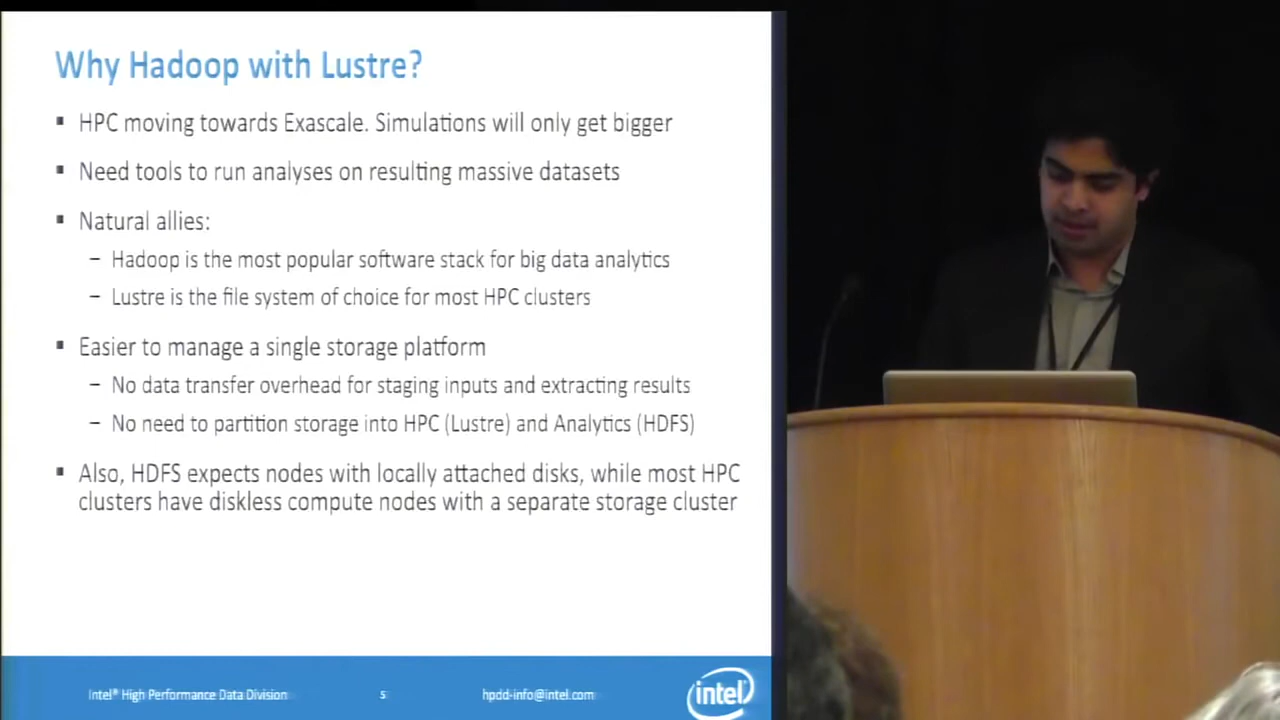 Why Hadoop with Lustre?
▪ HPC moving towards Exascale. Simulations will only get bigger
▪ Need tools to run analyses on resulting massive datasets
▪ Natural allies:
– Hadoop is the most popular software stack for big data analytics
– Lustre is the file system of choice for most HPC clusters
▪ Easier to manage a single storage platform
– No data transfer overhead for staging inputs and extracting results
– No need to partition storage into HPC (Lustre) and Analytics (HDFS)
▪ Also, HDFS expects nodes with locally attached disks, while most HPC
clusters have diskless compute nodes with a separate storage cluster
Intel® High Performance Data Division 5 hpdd-info@intel.com intel